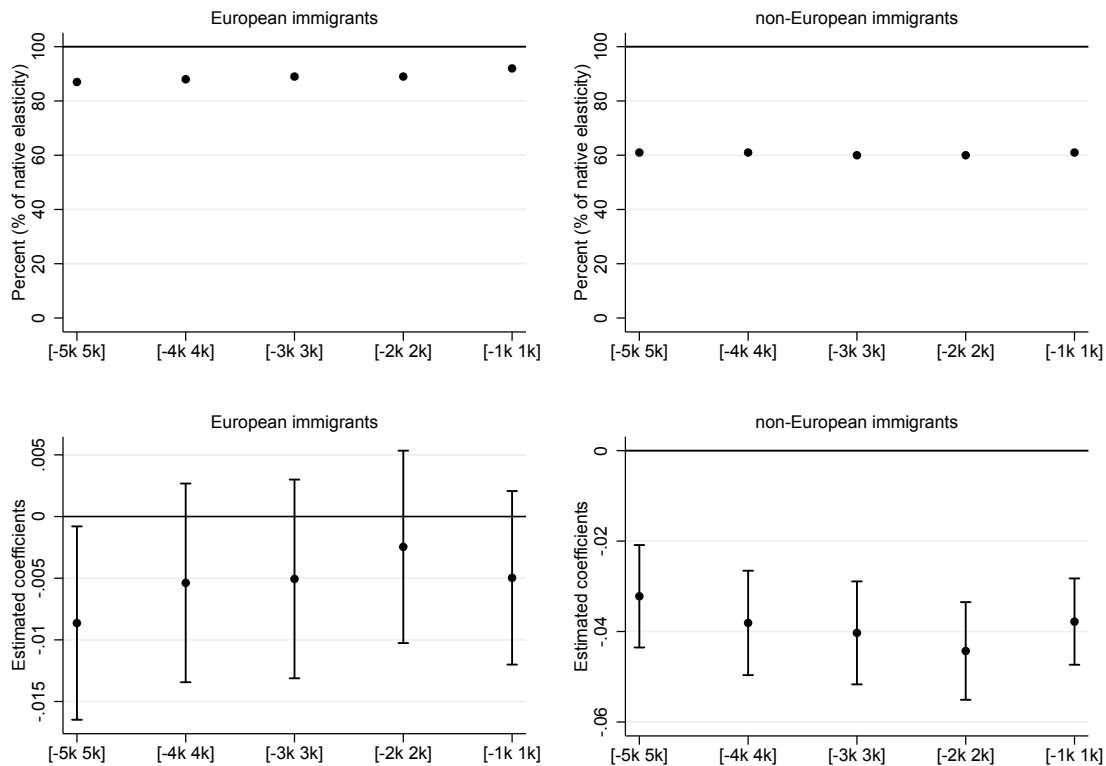 European immigrants
Percent (% of native elasticity)
100
80
60
40
20
0
[-5k 5k] [-4k 4k] [-3k 3k] [-2k 2k] [-1k 1k]
non-European immigrants
Percent (% of native elasticity)
100
80
60
40
20
0
[-5k 5k] [-4k 4k] [-3k 3k] [-2k 2k] [-1k 1k]
European immigrants
Estimated coefficients
.005
0
-.005
-.01
-.015
[-5k 5k] [-4k 4k] [-3k 3k] [-2k 2k] [-1k 1k]
non-European immigrants
Estimated coefficients
0
-.02
-.04
-.06
[-5k 5k] [-4k 4k] [-3k 3k] [-2k 2k] [-1k 1k]